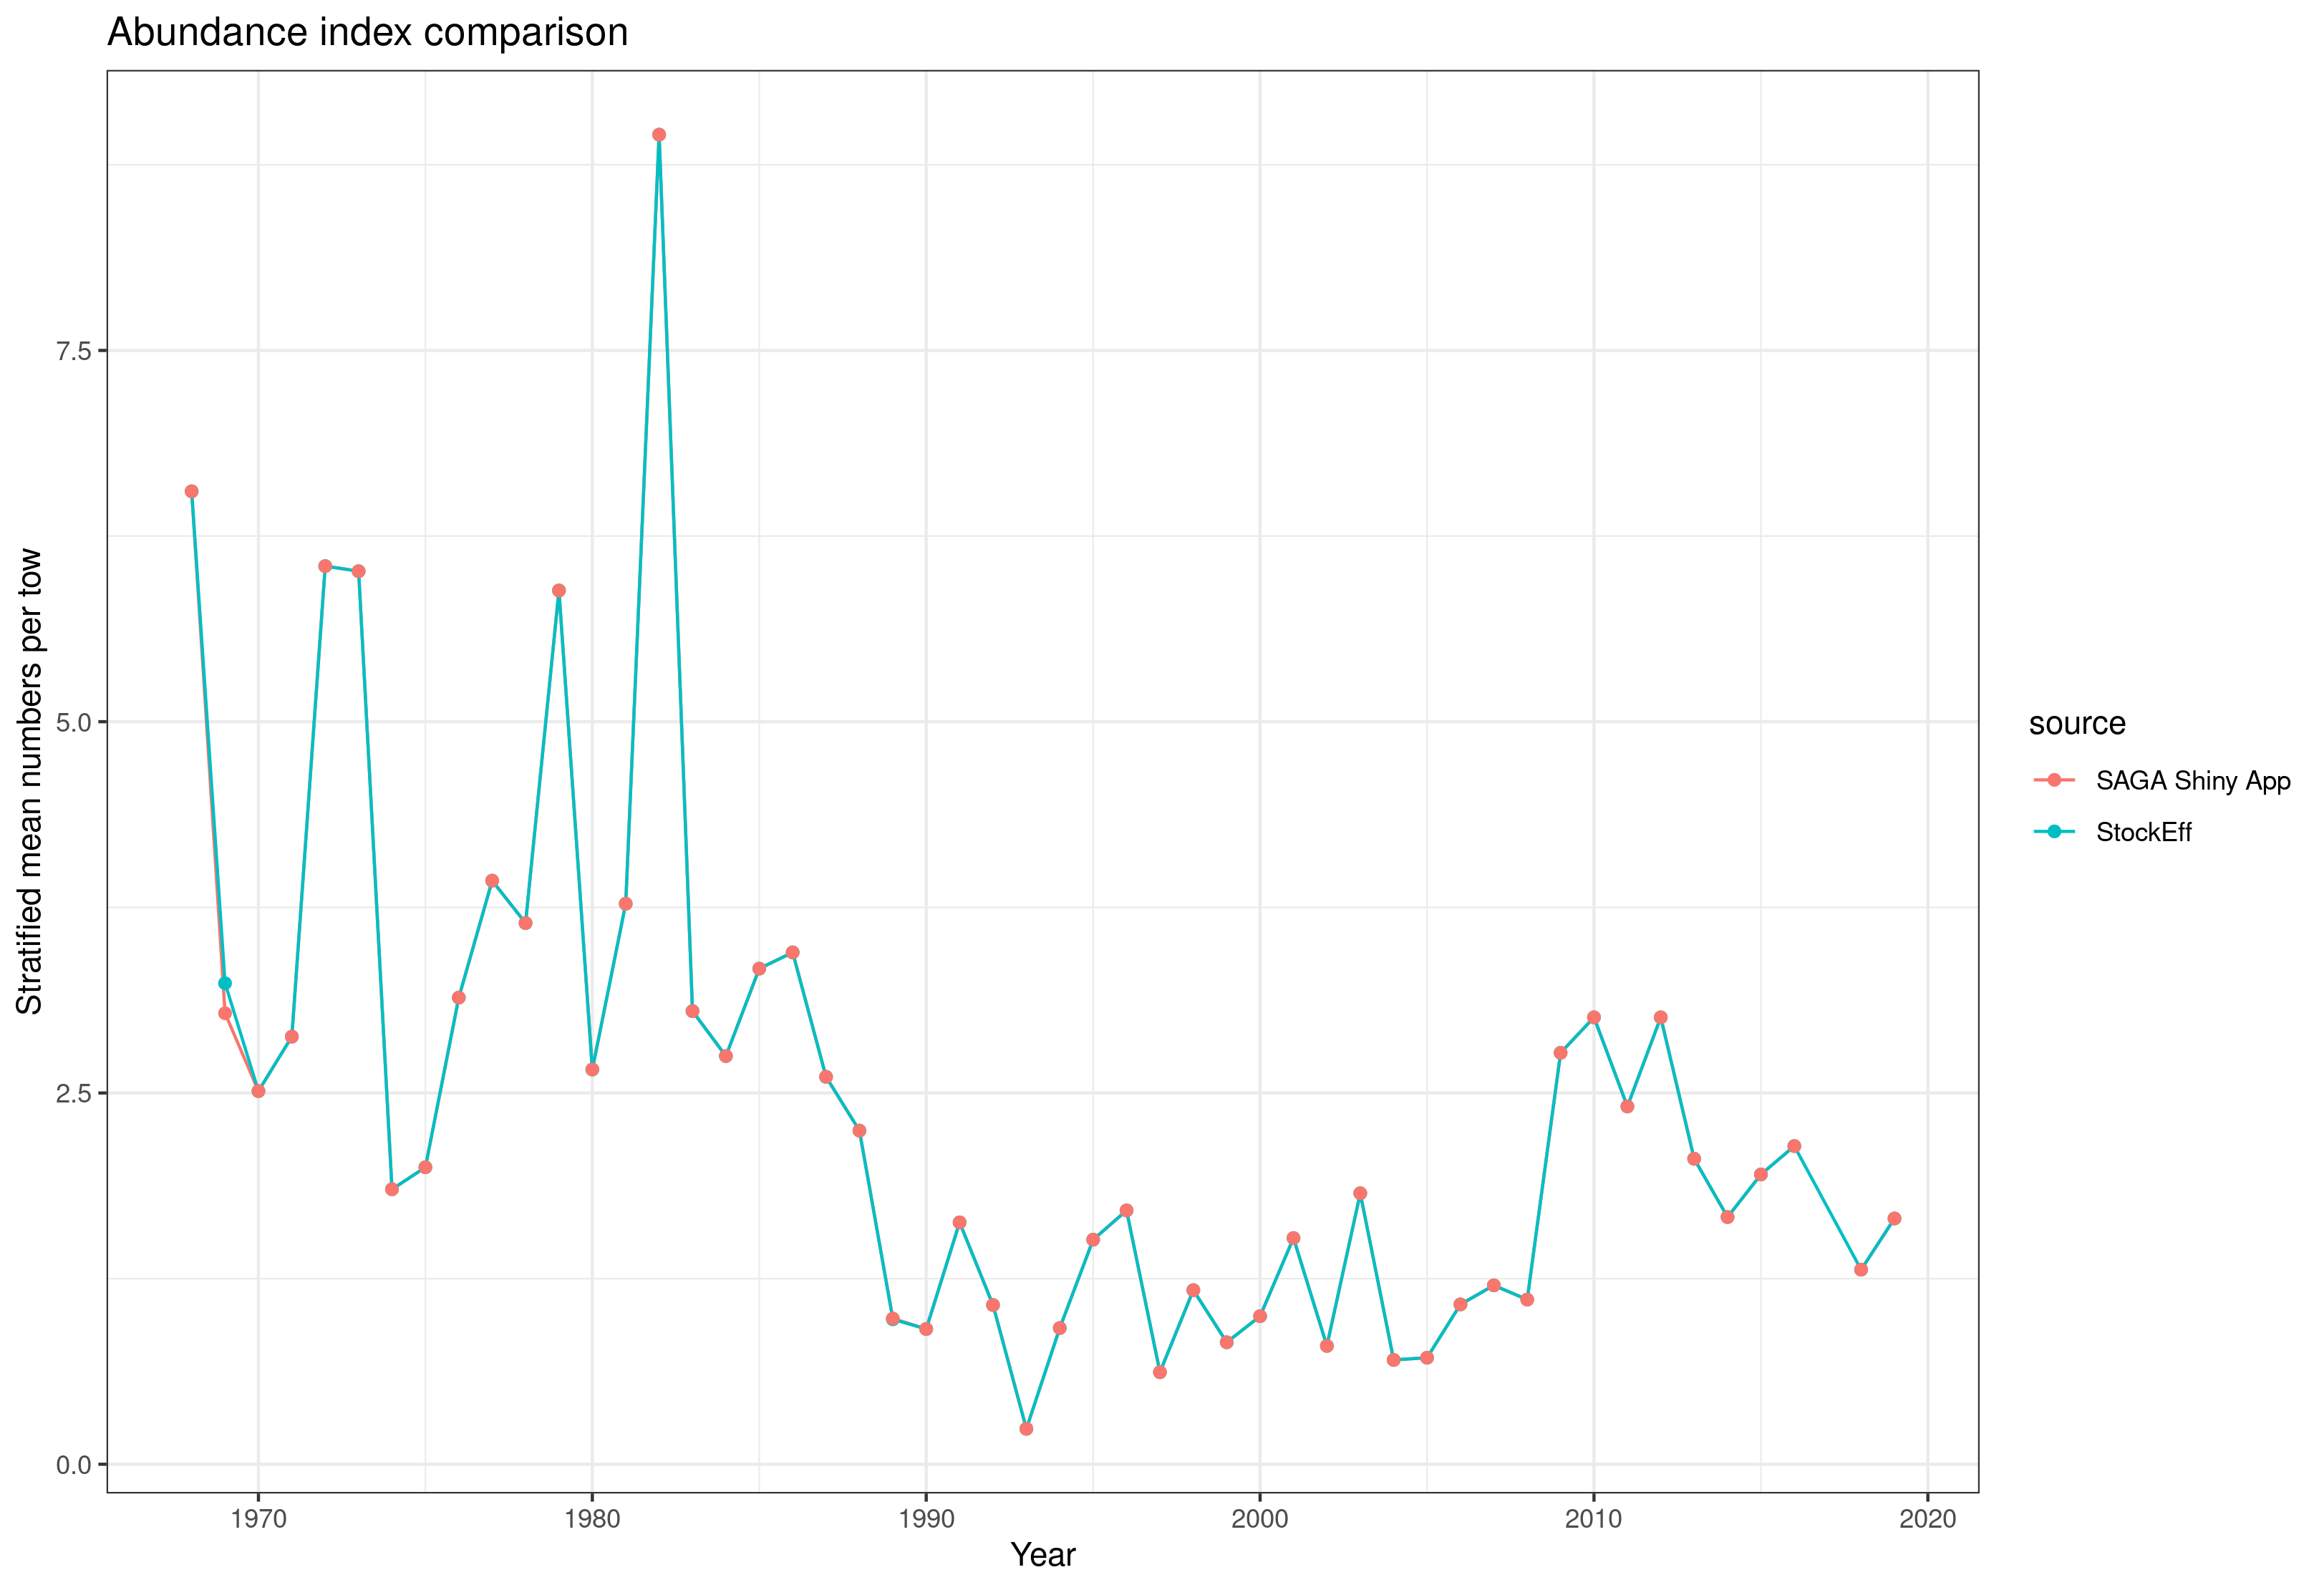 Abundance index comparison
Stratified mean numbers per tow
7.5
5.0
2.5
0.0
1970 1980 1990 2000 2010 2020
Year
source
SAGA Shiny App
StockEff